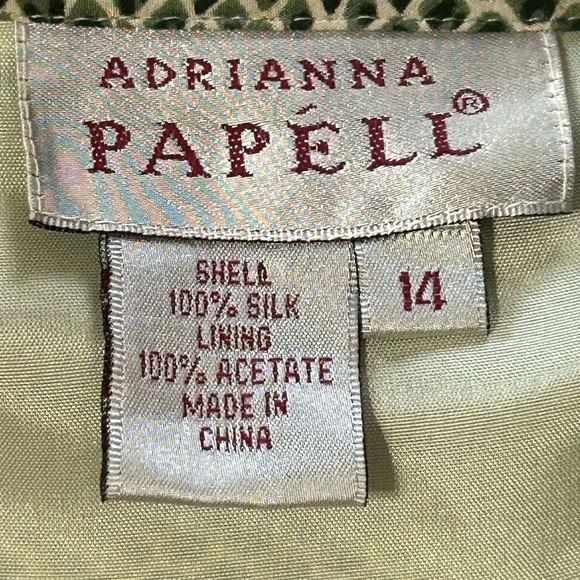 ADRIANNA
PAPÉLL®
SHELL
100% SILK
LINING
100% ACETATE
MADE IN
CHINA
14